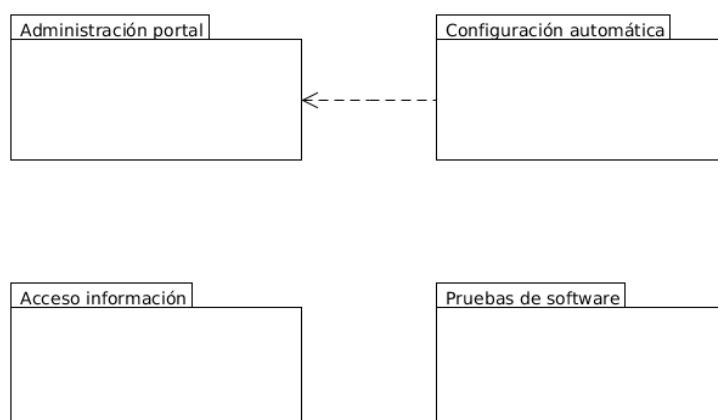 Administración portal
Configuración automática
Acceso información
Pruebas de software